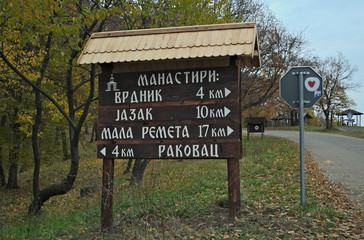 МАНАСТИРИ:
ВРДНИК 4 КМ
ЈАЗАК 10 КМ
МАЛА РЕМЕТА 17 КМ
4 КМ РАКОВАЦ